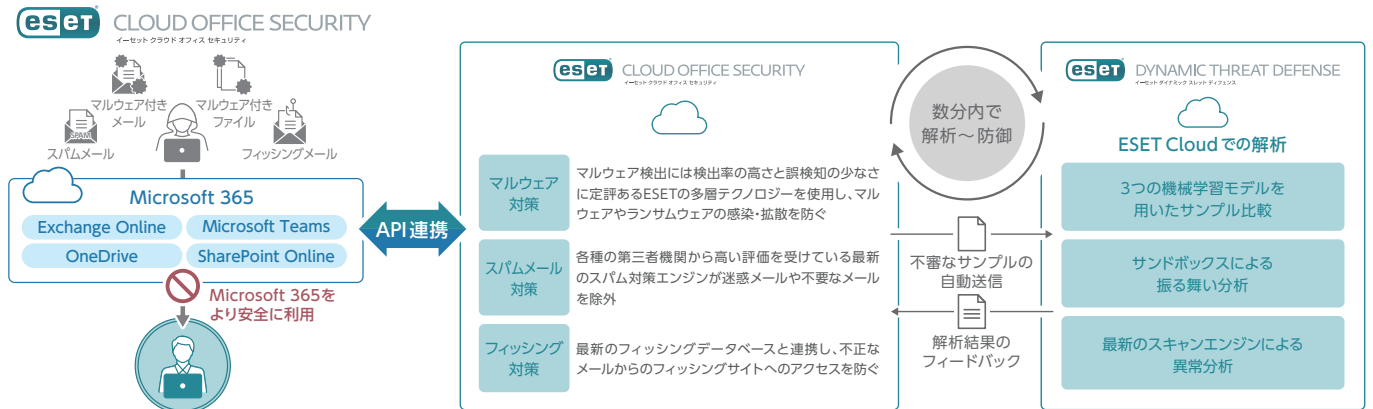 eset CLOUD OFFICE SECURITY
イーセット クラウド オフィス セキュリティ
マルウェア付き
メール
マルウェア付き
ファイル
SPAM
スパムメール
フィッシングメール
Microsoft 365
Exchange Online
Microsoft Teams
OneDrive
SharePoint Online
Microsoft 365を
より安全に利用
API連携
eset CLOUD OFFICE SECURITY
イーセット クラウド オフィス セキュリティ
マルウェア
対策
マルウェア検出には検出率の高さと誤検知の少なさ
に定評あるESETの多層テクノロジーを使用し、マル
ウェアやランサムウェアの感染・拡散を防ぐ
スパムメール
対策
各種の第三者機関から高い評価を受けている最新
のスパム対策エンジンが迷惑メールや不要なメール
を除外
フィッシング
対策
最新のフィッシングデータベースと連携し、不正な
メールからのフィッシングサイトへのアクセスを防ぐ
数分内で
解析~防御
不審なサンプルの
自動送信
解析結果の
フィードバック
eset DYNAMIC THREAT DEFENSE
イーセット ダイナミック スレット ディフェンス
ESET Cloudでの解析
3つの機械学習モデルを
用いたサンプル比較
サンドボックスによる
振る舞い分析
最新のスキャンエンジンによる
異常分析